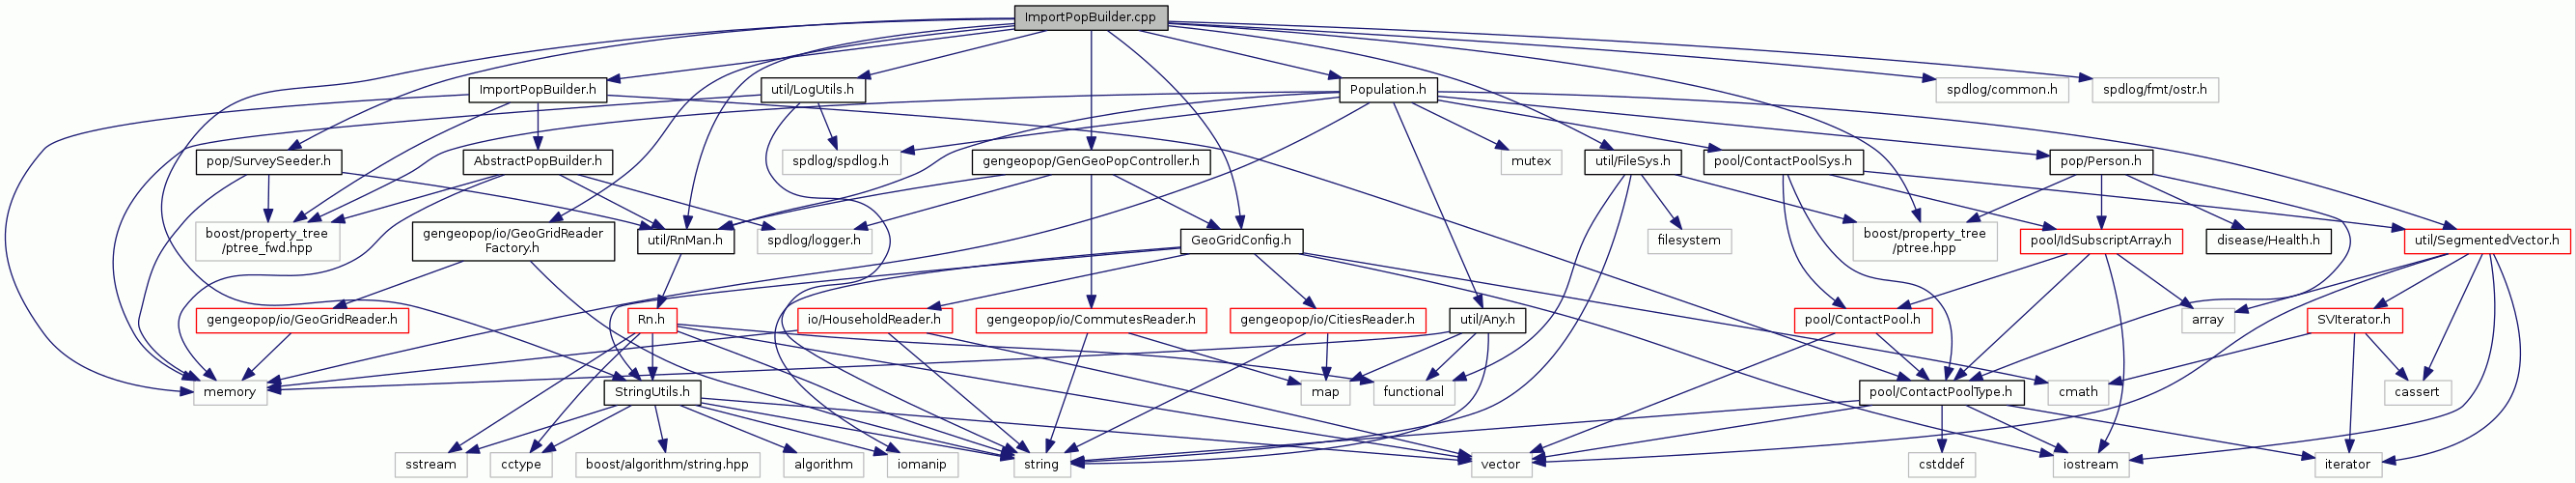 ImportPopBuilder.cpp
ImportPopBuilder.h
util/LogUtils.h
Population.h
spdlog/common.h
spdlog/fmt/ostr.h
pop/SurveySeeder.h
AbstractPopBuilder.h
spdlog/spdlog.h
gengeopop/GenGeoPopController.h
mutex
util/FileSys.h
pool/ContactPoolSys.h
pop/Person.h
boost/property_tree
/ptree_fwd.hpp
gengeopop/io/GeoGridReader
Factory.h
util/RnMan.h
spdlog/logger.h
GeoGridConfig.h
filesystem
boost/property_tree
/ptree.hpp
pool/IdSubscriptArray.h
disease/Health.h
util/SegmentedVector.h
gengeopop/io/GeoGridReader.h
Rn.h
io/HouseholdReader.h
gengeopop/io/CommutesReader.h
gengeopop/io/CitiesReader.h
util/Any.h
pool/ContactPool.h
array
SVIterator.h
memory
StringUtils.h
map
functional
pool/ContactPoolType.h
cmath
cassert
sstream
cctype
boost/algorithm/string.hpp
algorithm
iomanip
string
vector
cstddef
iostream
iterator